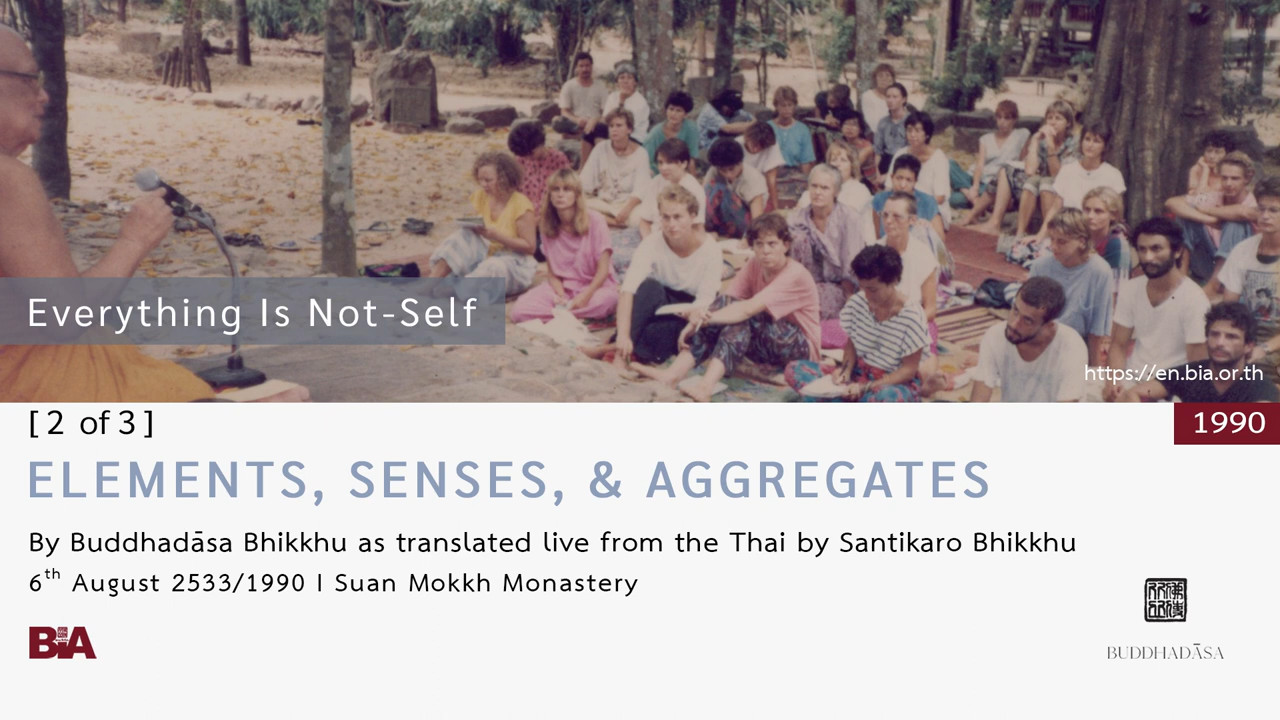 Everything Is Not-Self
https://en.bia.or.th
[ 2 of 3 ]
1990
ELEMENTS, SENSES, & AGGREGATES
By Buddhadāsa Bhikkhu as translated live from the Thai by Santikaro Bhikkhu
6th August 2533/1990 I Suan Mokkh Monastery
BIA
BUDDHADĀSA